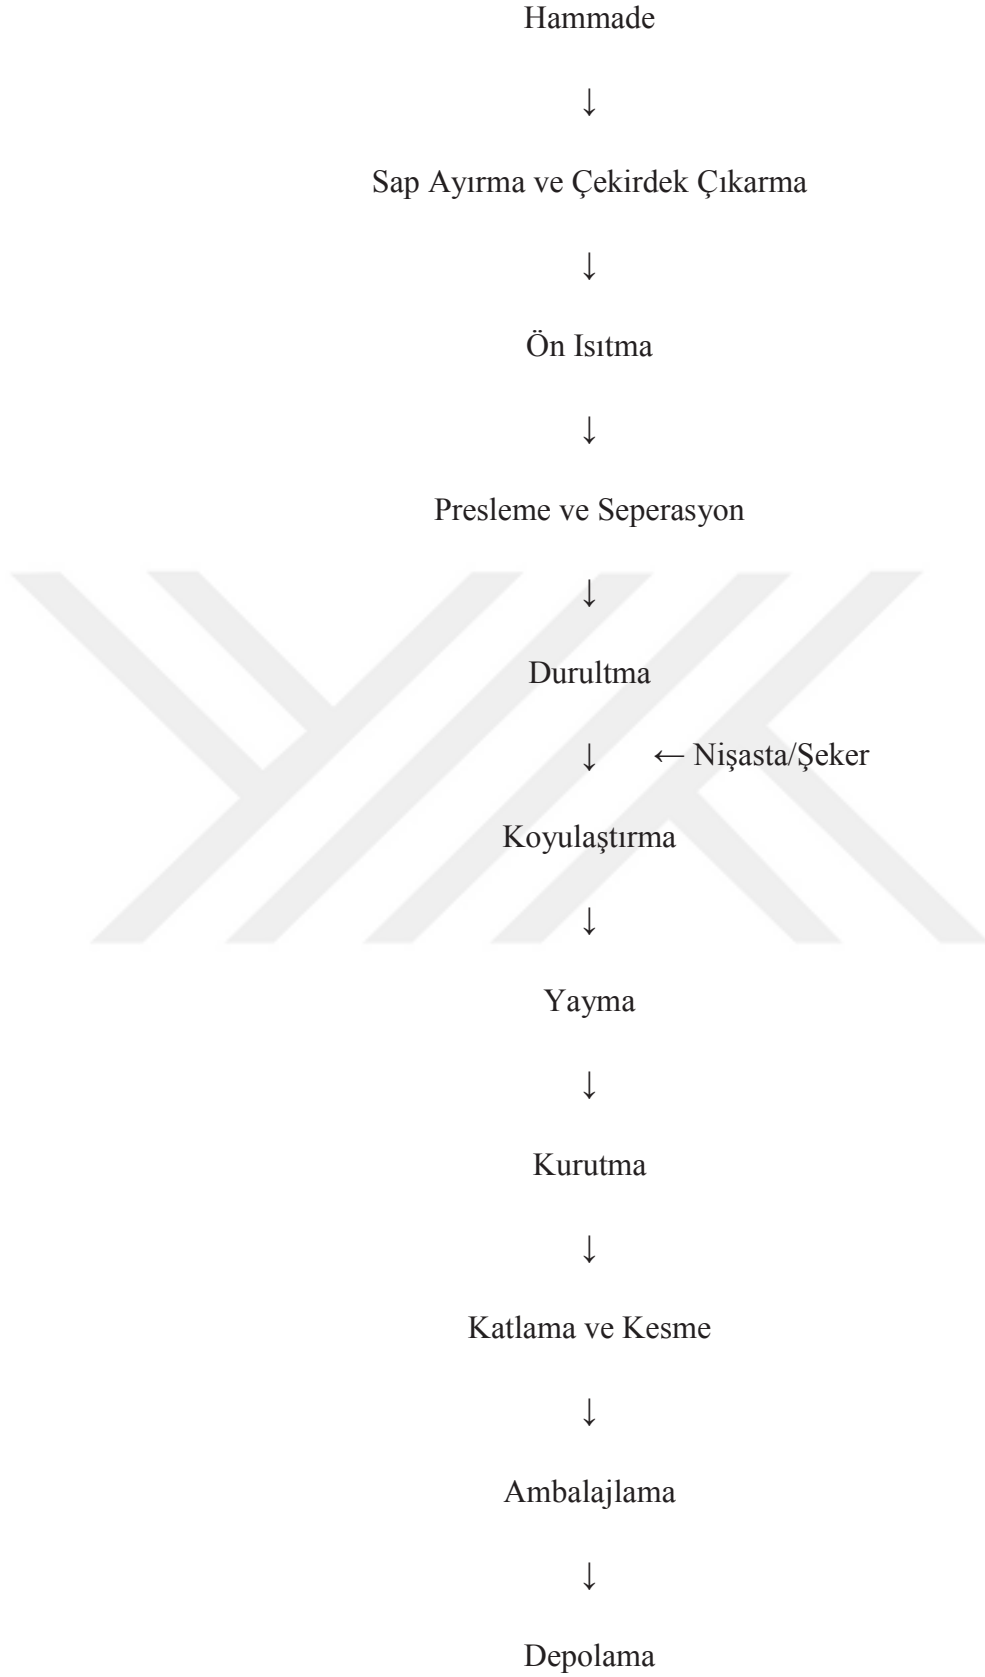 Hammade
↓
Sap Ayırma ve Çekirdek Çıkarma
↓
Ön Isıtma
↓
Presleme ve Seperasyon
↓
Durultma
↓ ← Nişasta/Şeker
Koyulaştırma
↓
Yayma
↓
Kurutma
↓
Katlama ve Kesme
↓
Ambalajlama
↓
Depolama